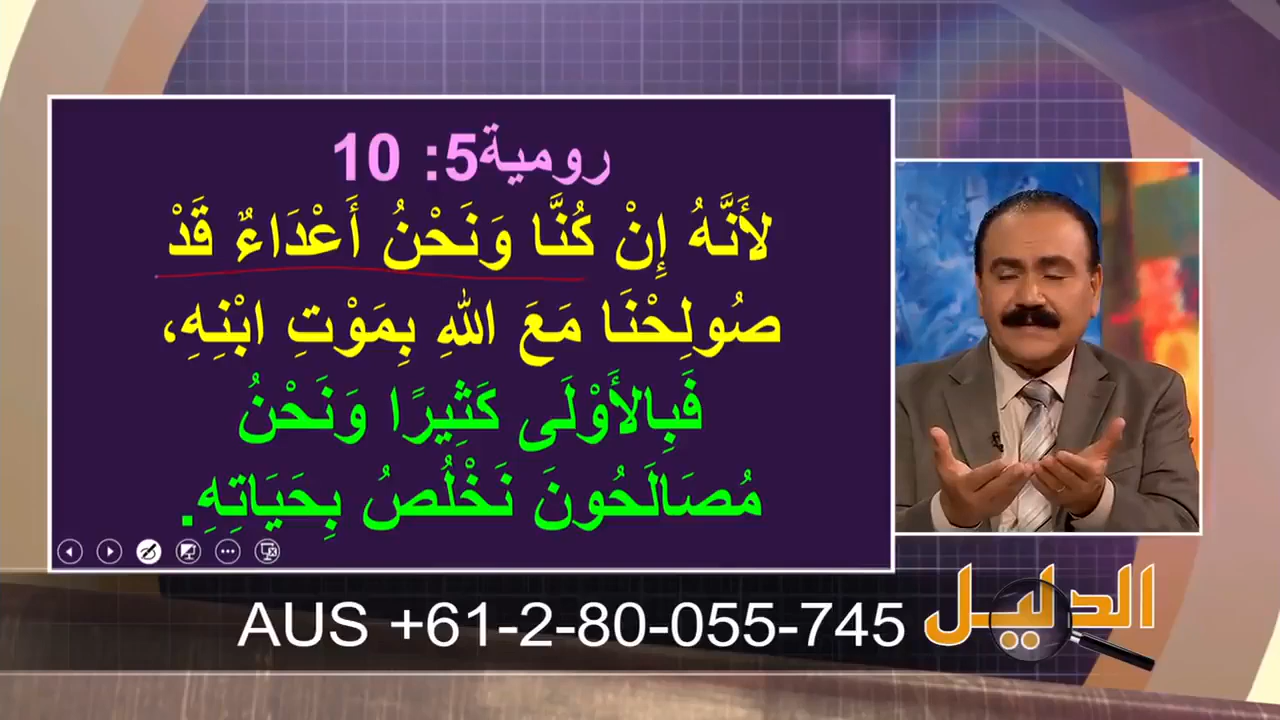 رومية5: 10
لأَنَّهُ إِنْ كُنَّا وَنَحْنُ أَعْدَاءٌ قَدْ
صُولِحْنَا مَعَ اللهِ بِمَوْتِ ابْنِهِ،
فَبِالأَوْلَى كَثِيرًا وَنَحْنُ
مُصَالَحُونَ نَخْلُصُ بِحَيَاتِهِ.
الدليل
AUS +61-2-80-055-745